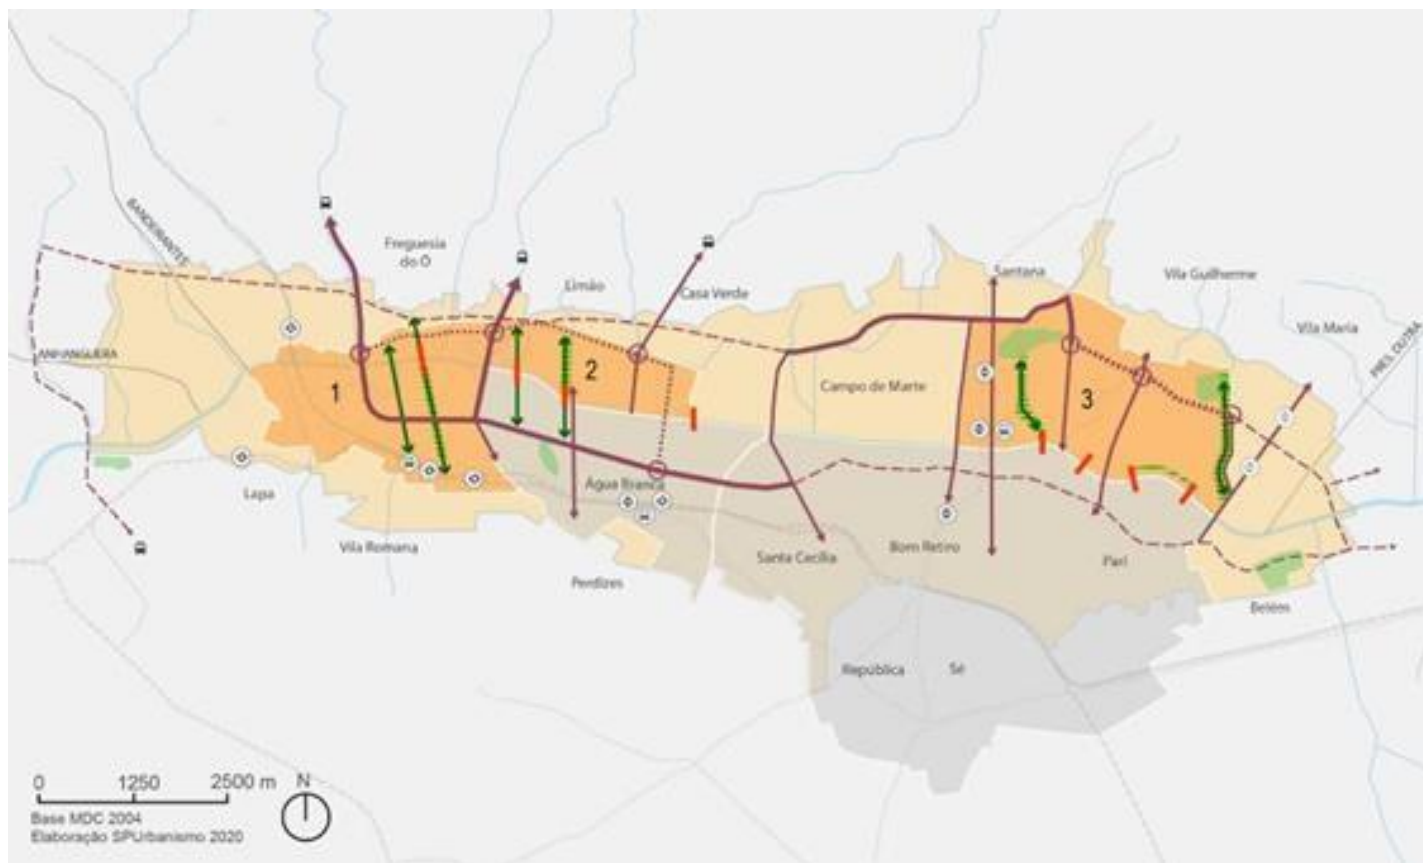 BANDEIRANTES
Freguesia
do Ó
Limão
Casa Verde
Santana
Vila Guilherme
Vila Maria
PRES. DUTRA
ANHANGUERA
1
2
3
Campo de Marte
Lapa
Água Branca
Vila Romana
Santa Cecília
Bom Retiro
Pari
Perdizes
Belém
República
Sé
0 1250 2500 m
N
Base MDC 2004
Elaboração SPUrbanismo 2020